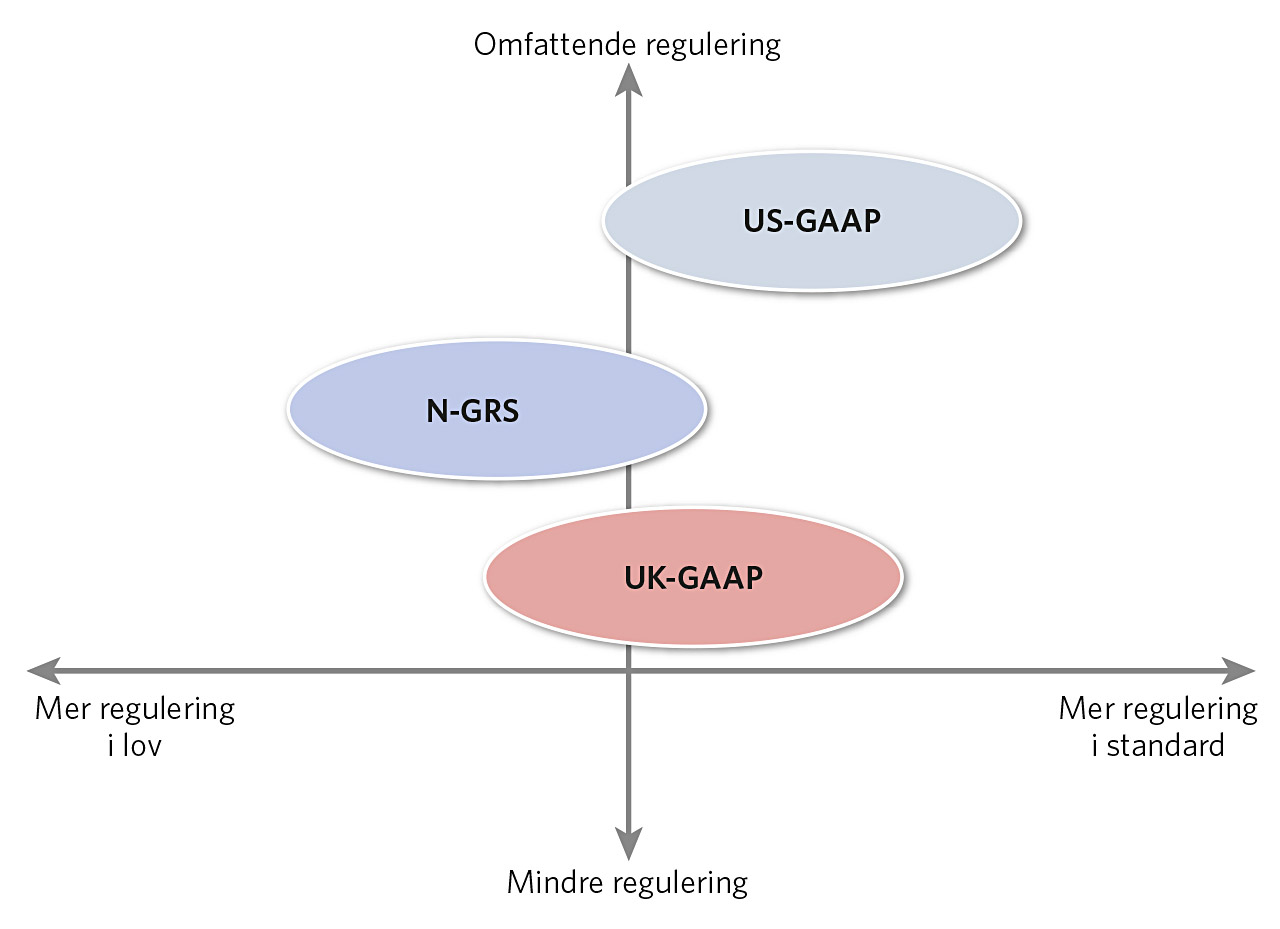 Omfattende regulering
US-GAAP
N-GRS
UK-GAAP
Mer regulering
i lov
Mer regulering
i standard
Mindre regulering